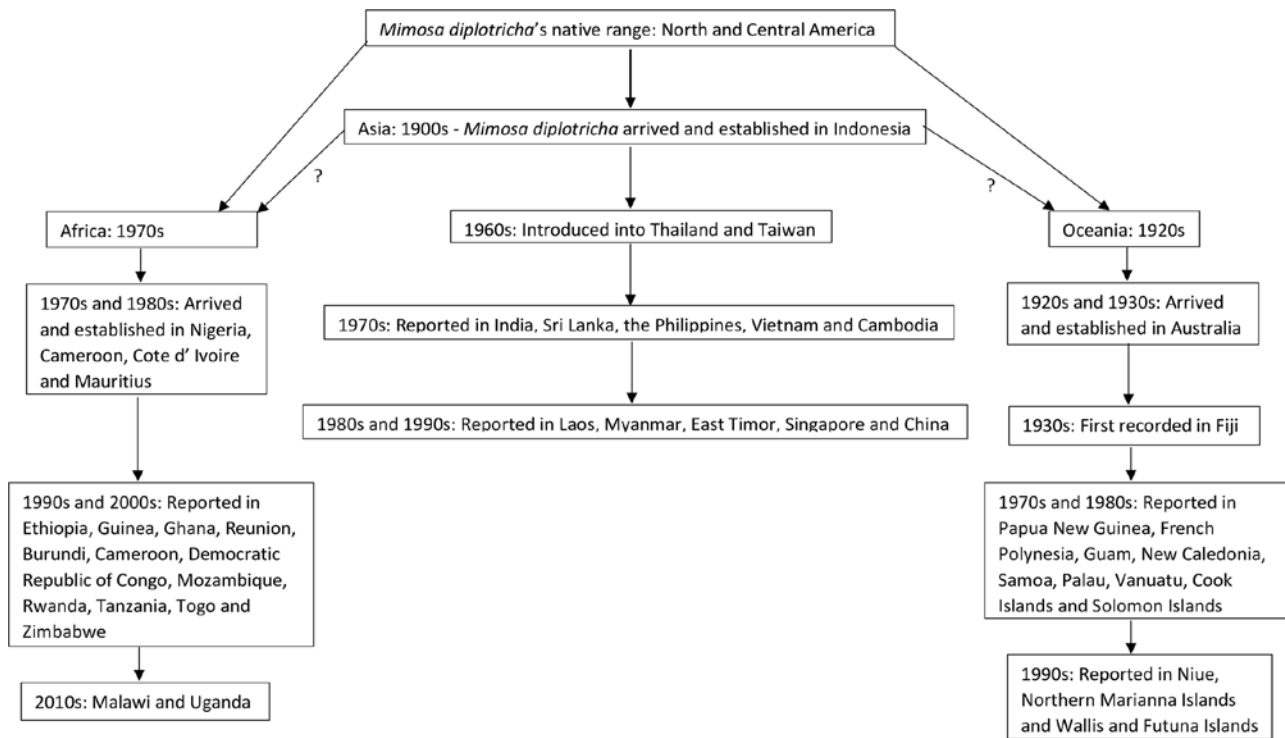 Mimosa diplotricha's native range: North and Central America
Asia: 1900s - Mimosa diplotricha arrived and established in Indonesia
?
?
Africa: 1970s
1960s: Introduced into Thailand and Taiwan
Oceania: 1920s
1970s and 1980s: Arrived
and established in Nigeria,
Cameroon, Cote d' Ivoire
and Mauritius
1970s: Reported in India, Sri Lanka, the Philippines, Vietnam and Cambodia
1920s and 1930s: Arrived
and established in Australia
1980s and 1990s: Reported in Laos, Myanmar, East Timor, Singapore and China
1930s: First recorded in Fiji
1990s and 2000s: Reported in
Ethiopia, Guinea, Ghana, Reunion,
Burundi, Cameroon, Democratic
Republic of Congo, Mozambique,
Rwanda, Tanzania, Togo and
Zimbabwe
1970s and 1980s: Reported in
Papua New Guinea, French
Polynesia, Guam, New Caledonia,
Samoa, Palau, Vanuatu, Cook
Islands and Solomon Islands
2010s: Malawi and Uganda
1990s: Reported in Niue,
Northern Marianna Islands
and Wallis and Futuna Islands